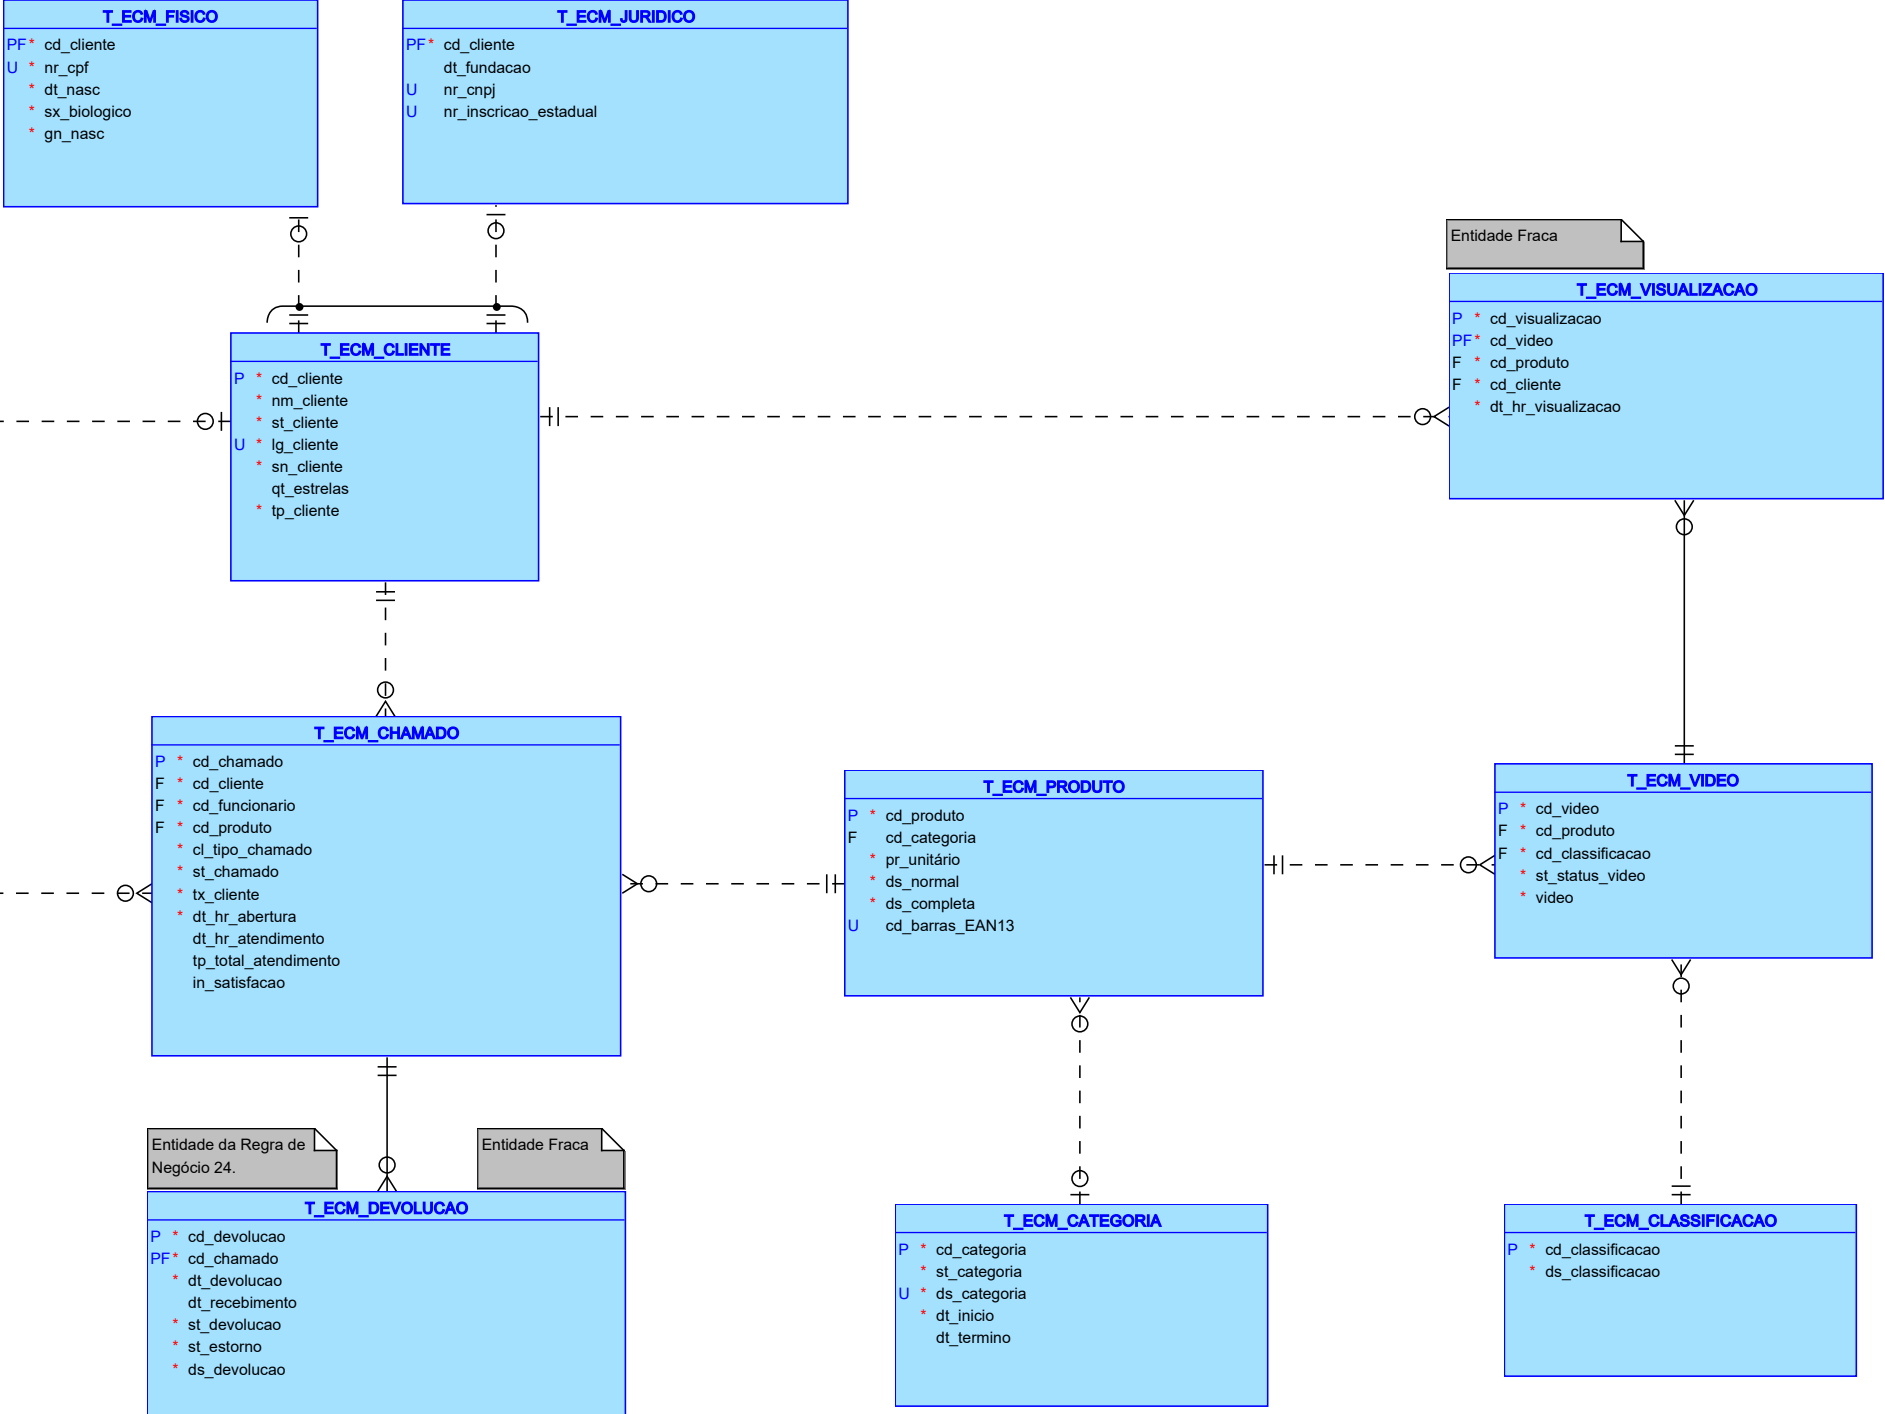 T_ECM_FISICO
PF * cd_cliente
U * nr_cpf
* dt_nasc
* sx_biologico
* gn_nasc
T_ECM_JURIDICO
PF * cd_cliente
dt_fundacao
U nr_cnpj
U nr_inscricao_estadual
Entidade Fraca
T_ECM_VISUALIZACAO
P * cd_visualizacao
PF * cd_video
F * cd_produto
F * cd_cliente
* dt_hr_visualizacao
T_ECM_CLIENTE
P * cd_cliente
* nm_cliente
* st_cliente
U * lg_cliente
* sn_cliente
qt_estrelas
* tp_cliente
T_ECM_CHAMADO
P * cd_chamado
F * cd_cliente
F * cd_funcionario
F * cd_produto
* cl_tipo_chamado
* st_chamado
* tx_cliente
* dt_hr_abertura
dt_hr_atendimento
tp_total_atendimento
in_satisfacao
T_ECM_PRODUTO
P * cd_produto
F cd_categoria
* pr_unitário
* ds_normal
* ds_completa
U cd_barras_EAN13
T_ECM_VIDEO
P * cd_video
F * cd_produto
F * cd_classificacao
* st_status_video
* video
Entidade da Regra de
Negócio 24.
Entidade Fraca
T_ECM_DEVOLUCAO
P * cd_devolucao
PF * cd_chamado
* dt_devolucao
dt_recebimento
* st_devolucao
* st_estorno
* ds_devolucao
T_ECM_CATEGORIA
P * cd_categoria
* st_categoria
U * ds_categoria
* dt_inicio
dt_termino
T_ECM_CLASSIFICACAO
P * cd_classificacao
* ds_classificacao